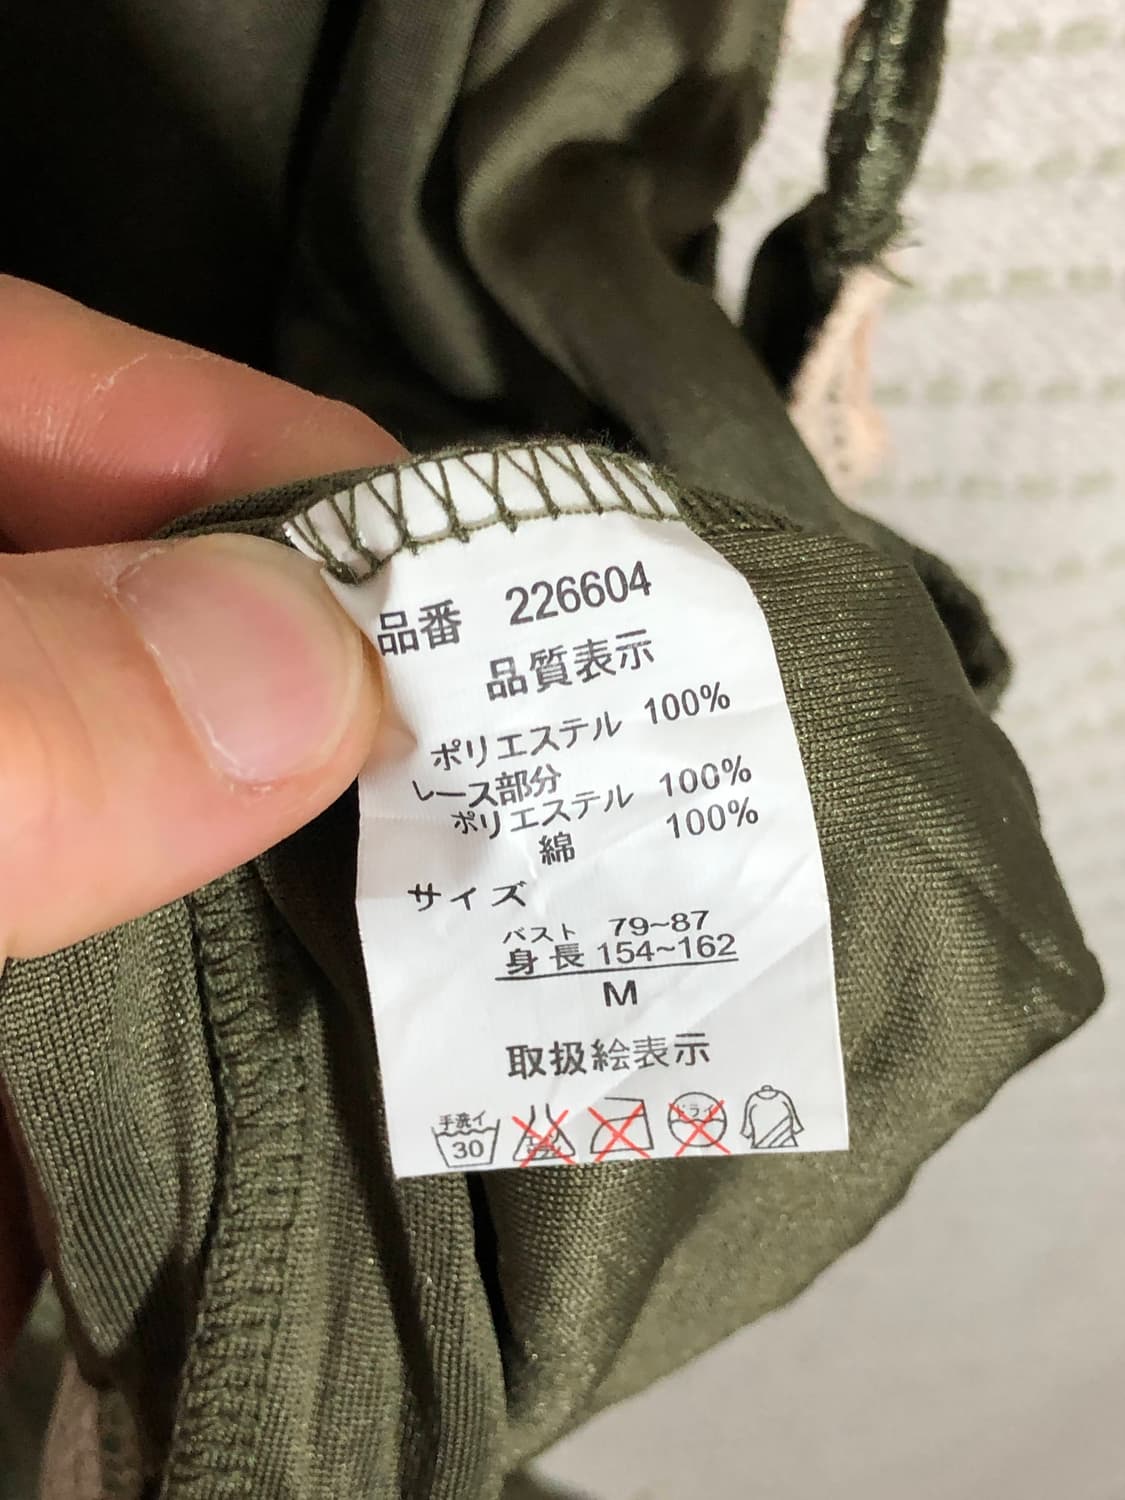 品番 226604
品質表示
ポリエステル 100%
レース部分
ポリエステル 100%
綿 100%
サイズ
バスト 79~87
身長 154~162
M
取扱絵表示
手洗イ
30
ドライ